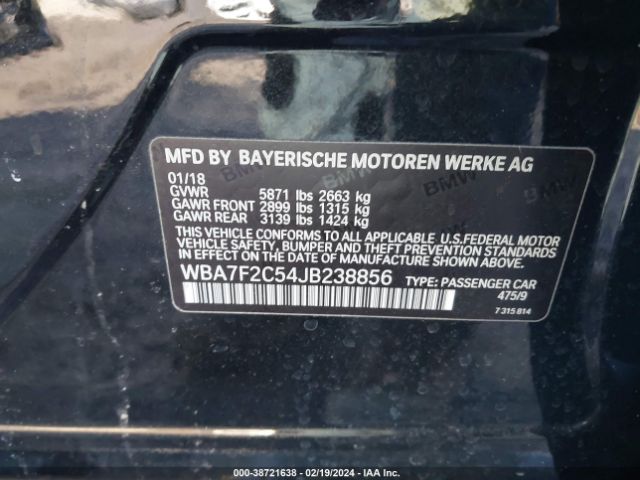 MFD BY BAYERISCHE MOTOREN WERKE AG
01/18
GVWR 5871 lbs 2663 kg
GAWR FRONT 2899 lbs 1315 kg
GAWR REAR 3139 lbs 1424 kg
THIS VEHICLE CONFORMS TO ALL APPLICABLE U.S.FEDERAL MOTOR
VEHICLE SAFETY, BUMPER, AND THEFT PREVENTION STANDARDS
IN EFFECT ON THE DATE OF MANUFACTURE SHOWN ABOVE.
WBA7F2C54JB238856 TYPE: PASSENGER CAR
475/9
7 315 814
BMW
BMW
BMW
000-38721638 - 02/19/2024 - IAA Inc.